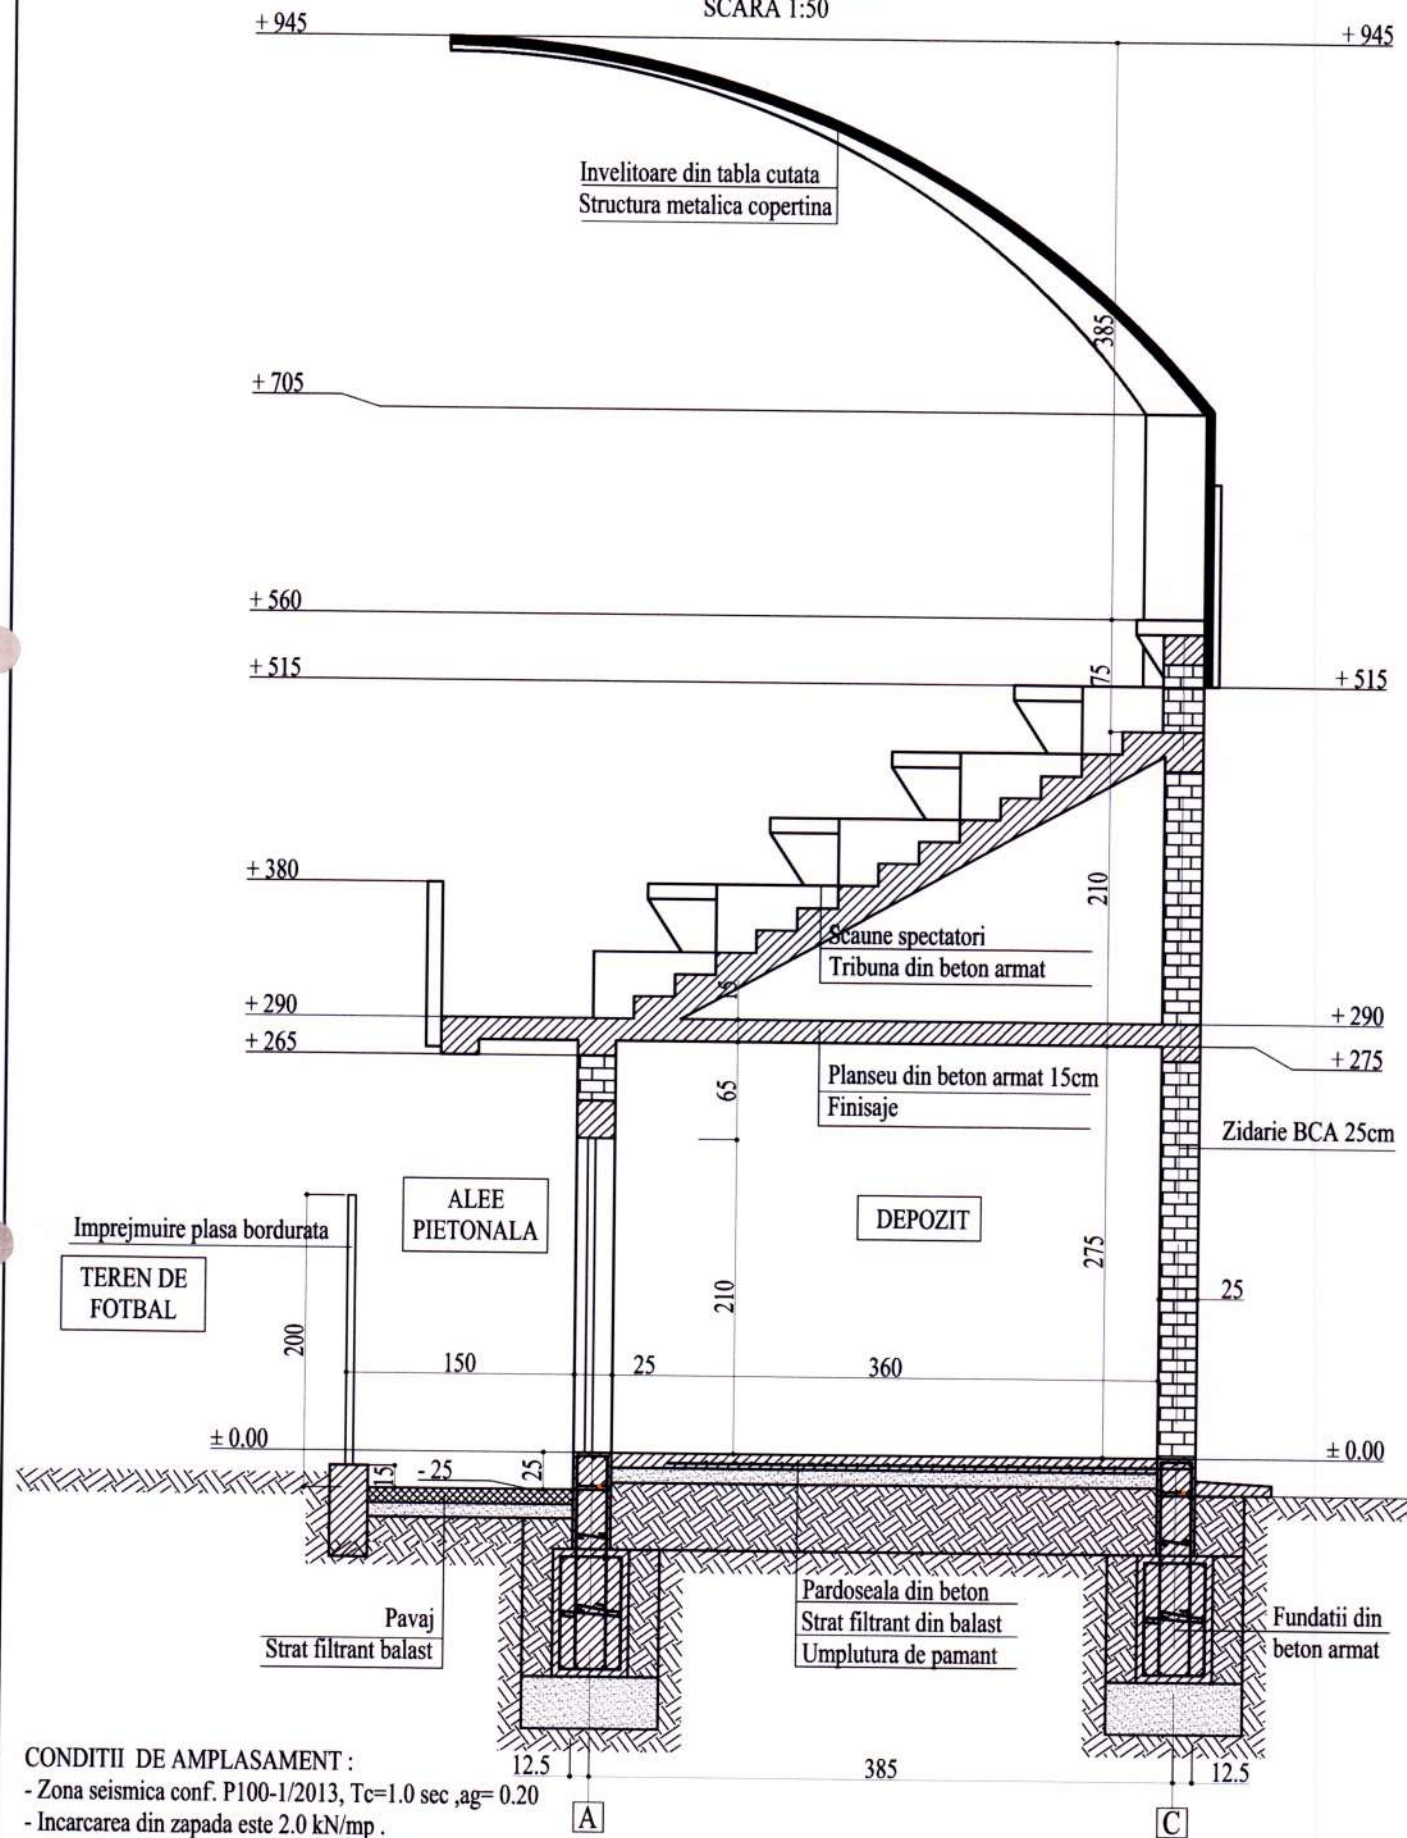 SCARA 1:50
+ 945
+ 945
Invelitoare din tabla cutata
Structura metalica copertina
385
+ 705
+ 560
+ 515
75
+ 515
+ 380
210
Scaune spectatori
Tribuna din beton armat
15
+ 290
+ 290
+ 265
+ 275
Planseu din beton armat 15cm
Finisaje
65
Zidarie BCA 25cm
ALEE
PIETONALA
DEPOZIT
Imprejmuire plasa bordurata
TEREN DE
FOTBAL
275
210
25
200
150
25
360
± 0.00
± 0.00
15
- 25
25
Pardoseala din beton
Strat filtrant din balast
Umplutura de pamant
Pavaj
Strat filtrant balast
Fundatii din
beton armat
CONDITII DE AMPLASAMENT :
- Zona seismica conf. P100-1/2013, Tc=1.0 sec ,ag= 0.20
- Incarcarea din zapada este 2.0 kN/mp .
12.5
385
12.5
A
C